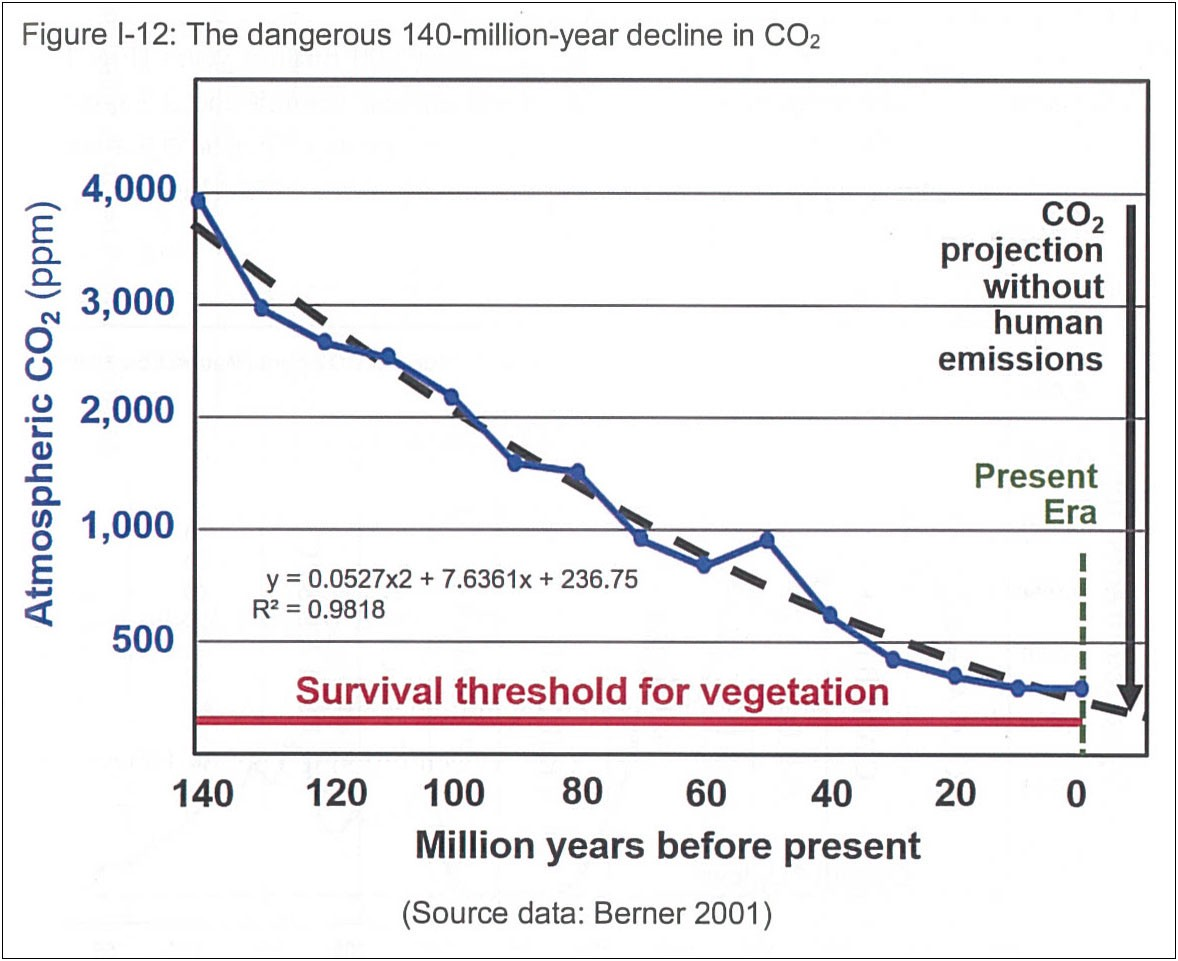 Figure I-12: The dangerous 140-million-year decline in CO₂
4,000
3,000
2,000
1,000
500
Atmospheric CO₂ (ppm)
CO₂
projection
without
human
emissions
Present
Era
y = 0.0527x2 + 7.6361x + 236.75
R² = 0.9818
Survival threshold for vegetation
140 120 100 80 60 40 20 0
Million years before present
(Source data: Berner 2001)